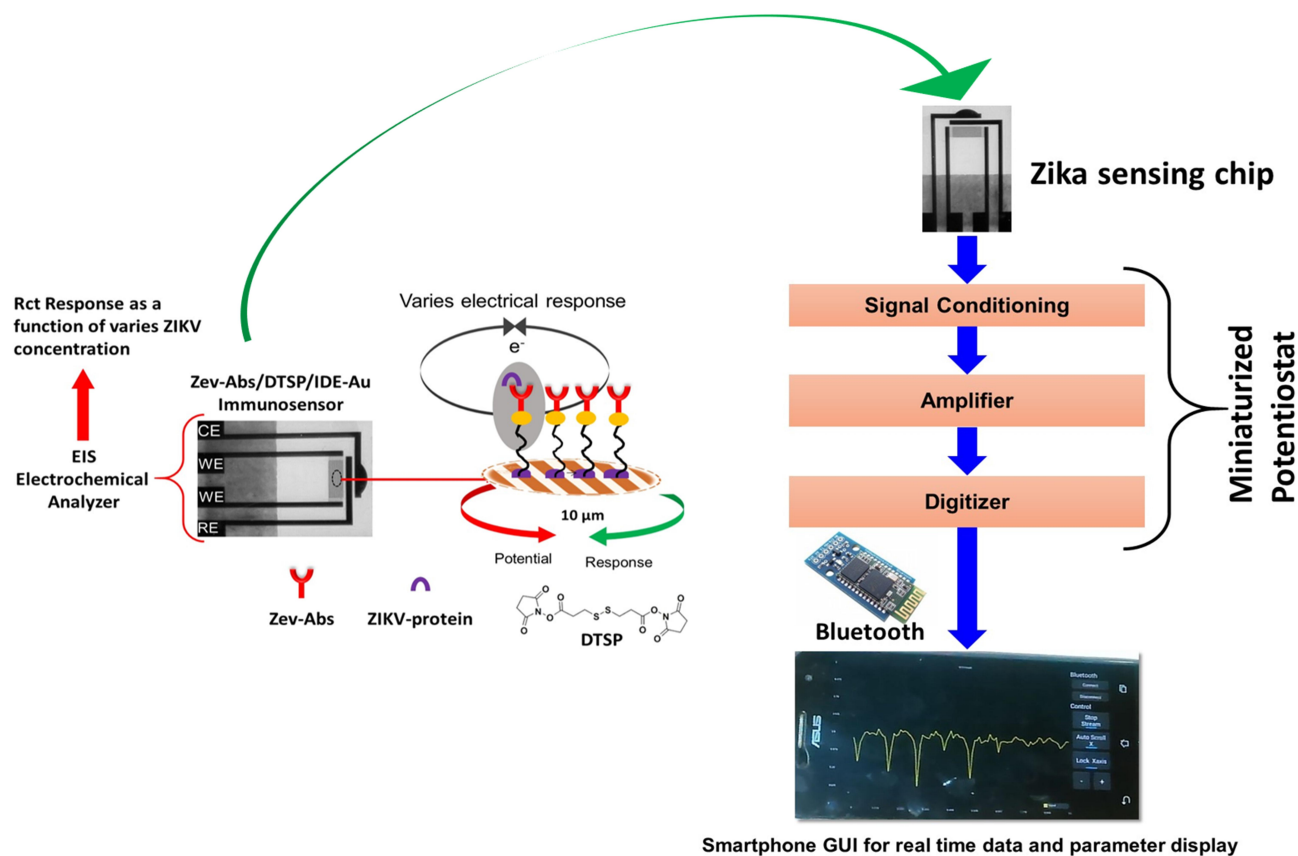 Zika sensing chip
Rct Response as a
function of varies ZIKV
concentration
EIS
Electrochemical
Analyzer
Zev-Abs/DTSP/IDE-Au
Immunosensor
CE
WE
WE
RE
Varies electrical response
e-
10 µm
Potential
Response
Zev-Abs
ZIKV-protein
O
N
O
O
O
S
S
O
O
N
O
O
DTSP
Signal Conditioning
Amplifier
Digitizer
Miniaturized
Potentiostat
Bluetooth
ASUS
Bluetooth
Connect
Disconnect
Control
Stop
Stream
Auto Scroll
X
Lock Xaxis
-
+
Smartphone GUI for real time data and parameter display